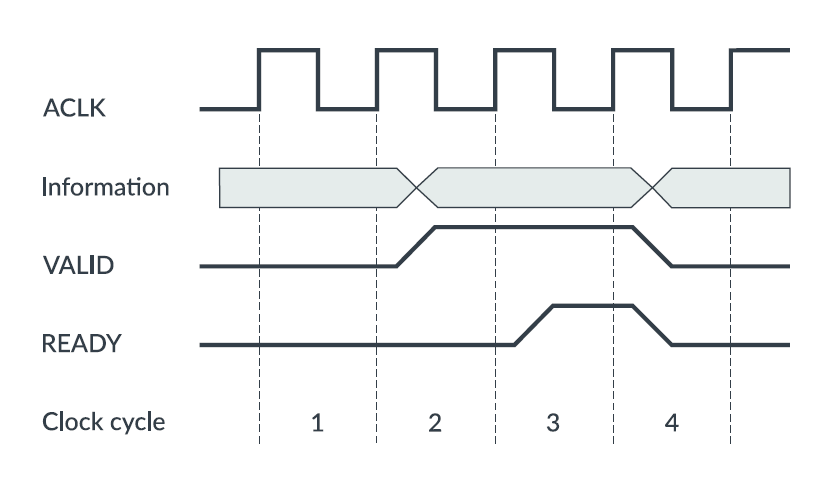 ACLK
Information
VALID
READY
Clock cycle 1 2 3 4